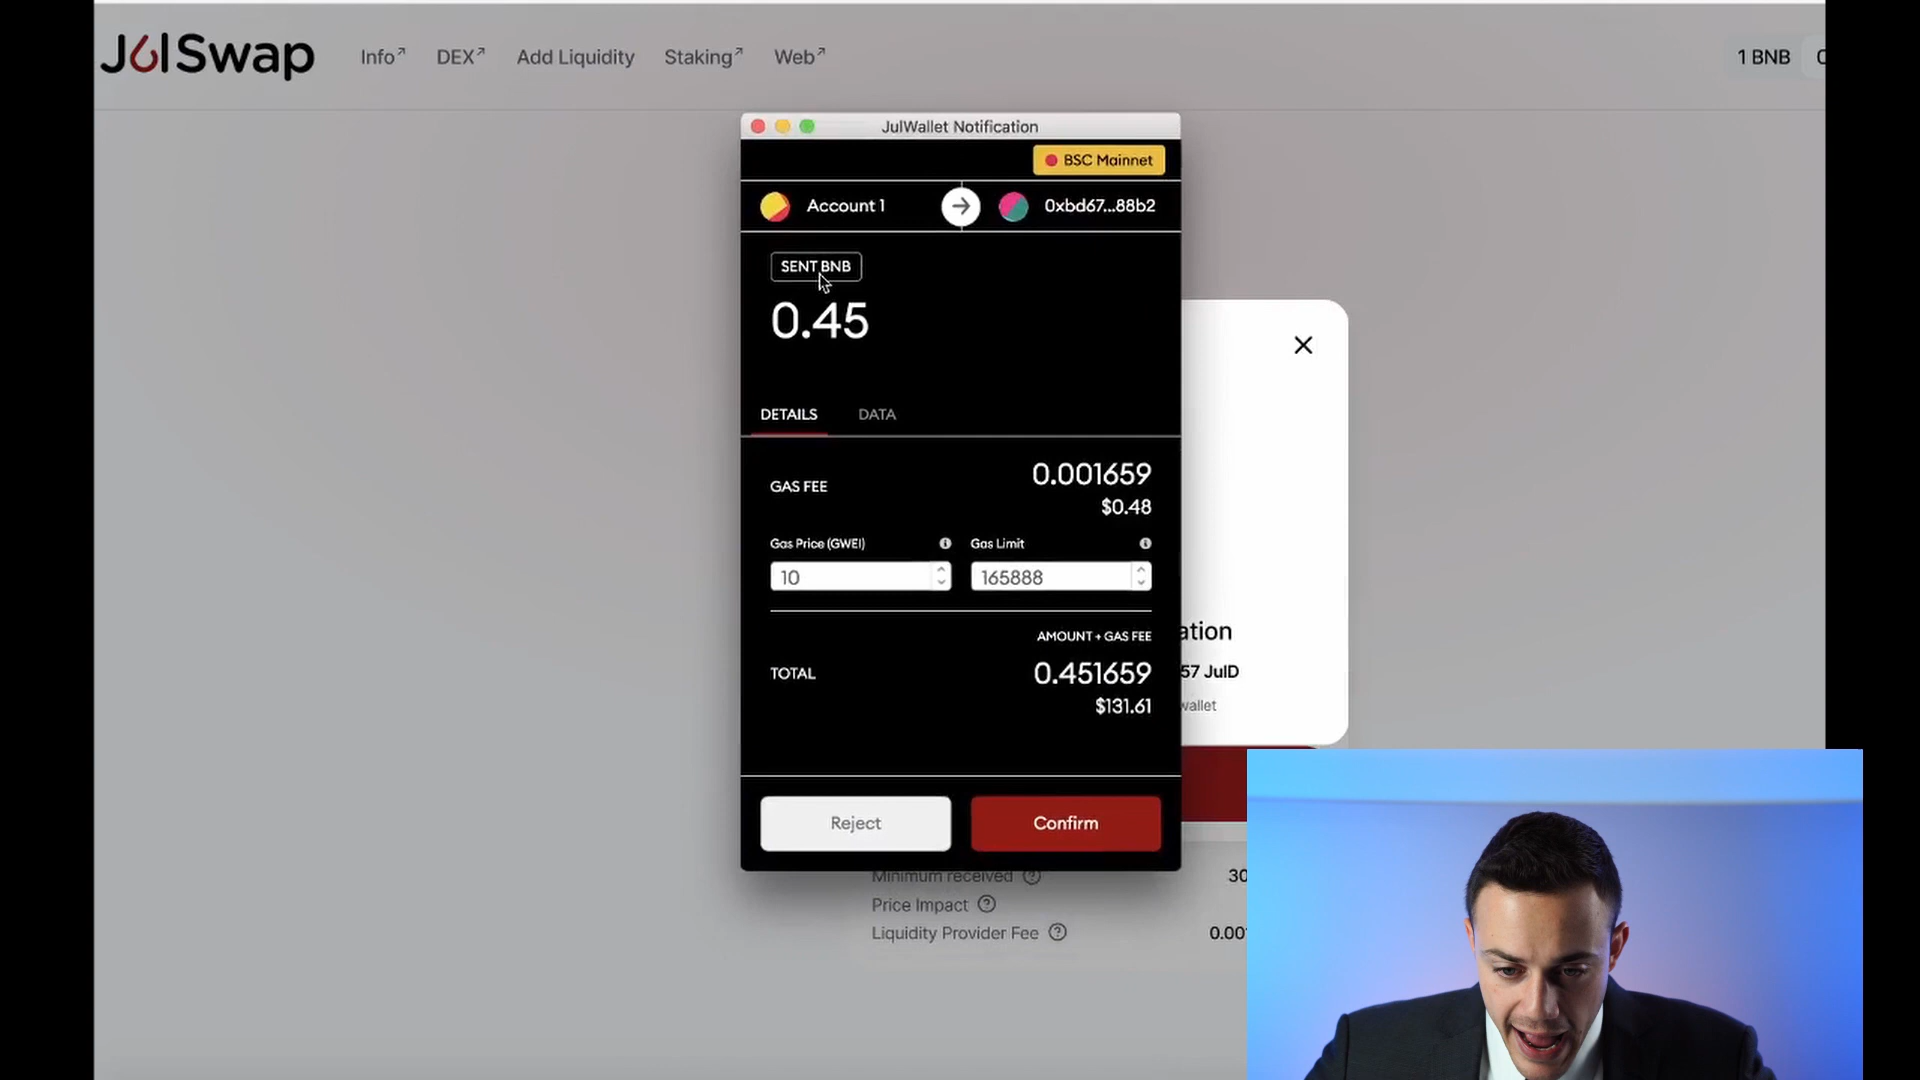 JulSwap
Info↗ DEX↗ Add Liquidity Staking↗ Web↗
1 BNB
JulWallet Notification
BSC Mainnet
Account 1
0xbd67...88b2
SENT BNB
0.45
DETAILS DATA
GAS FEE
0.001659
$0.48
Gas Price (GWEI) Gas Limit
10 165888
AMOUNT + GAS FEE
TOTAL
0.451659
$131.61
Reject Confirm
ation
57 JulD
wallet
Minimum received 30
Price Impact
Liquidity Provider Fee 0.00